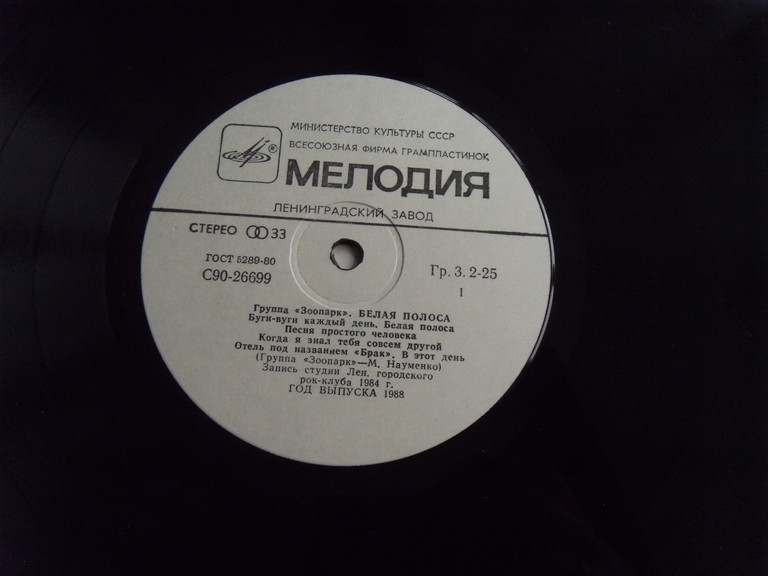 МИНИСТЕРСТВО КУЛЬТУРЫ СССР
ВСЕСОЮЗНАЯ ФИРМА ГРАМПЛАСТИНОК
МЕЛОДИЯ
ЛЕНИНГРАДСКИЙ ЗАВОД
СТЕРЕО 33
ГОСТ 5289-80
С90-26699
Гр. 3. 2-25
1
Группа «Зоопарк». БЕЛАЯ ПОЛОСА
Буги-вуги каждый день. Белая полоса
Песня простого человека
Когда я знал тебя совсем другой
Отель под названием «Брак». В этот день
(Группа «Зоопарк»—М. Науменко)
Запись студии Лен. городского
рок-клуба 1984 г.
ГОД ВЫПУСКА 1988